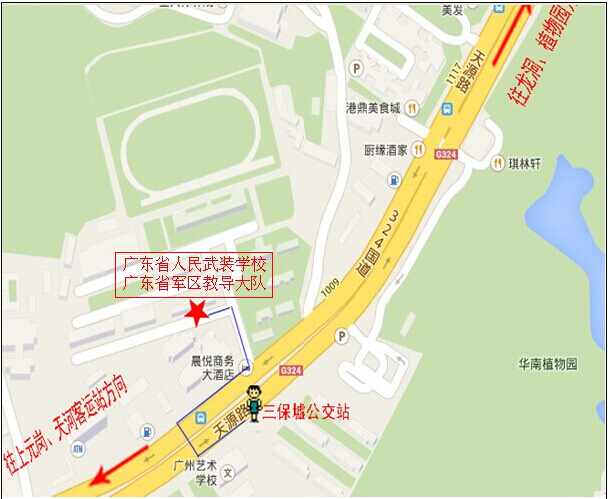 美发
往龙洞、植物园
P
天源路
1117
港鼎美食城
厨缘酒家
G324
琪林轩
324国道
广东省人民武装学校
广东省军区教导大队
1009
P
晨悦商务
大酒店
G324
华南植物园
三保墟公交站
天源路
往上元岗、天河客运站方向
ATM
广州艺术
学校
文